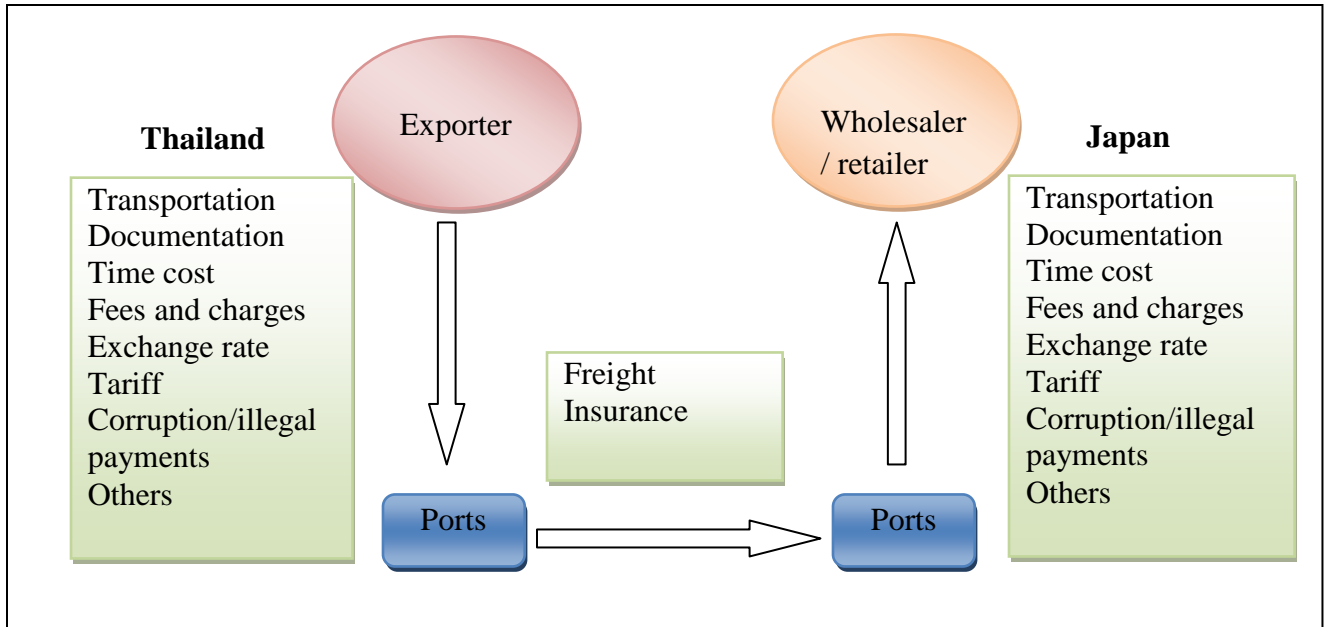 Thailand
Exporter
Transportation
Documentation
Time cost
Fees and charges
Exchange rate
Tariff
Corruption/illegal
payments
Others
Ports
Freight
Insurance
Ports
Wholesaler
/ retailer
Japan
Transportation
Documentation
Time cost
Fees and charges
Exchange rate
Tariff
Corruption/illegal
payments
Others